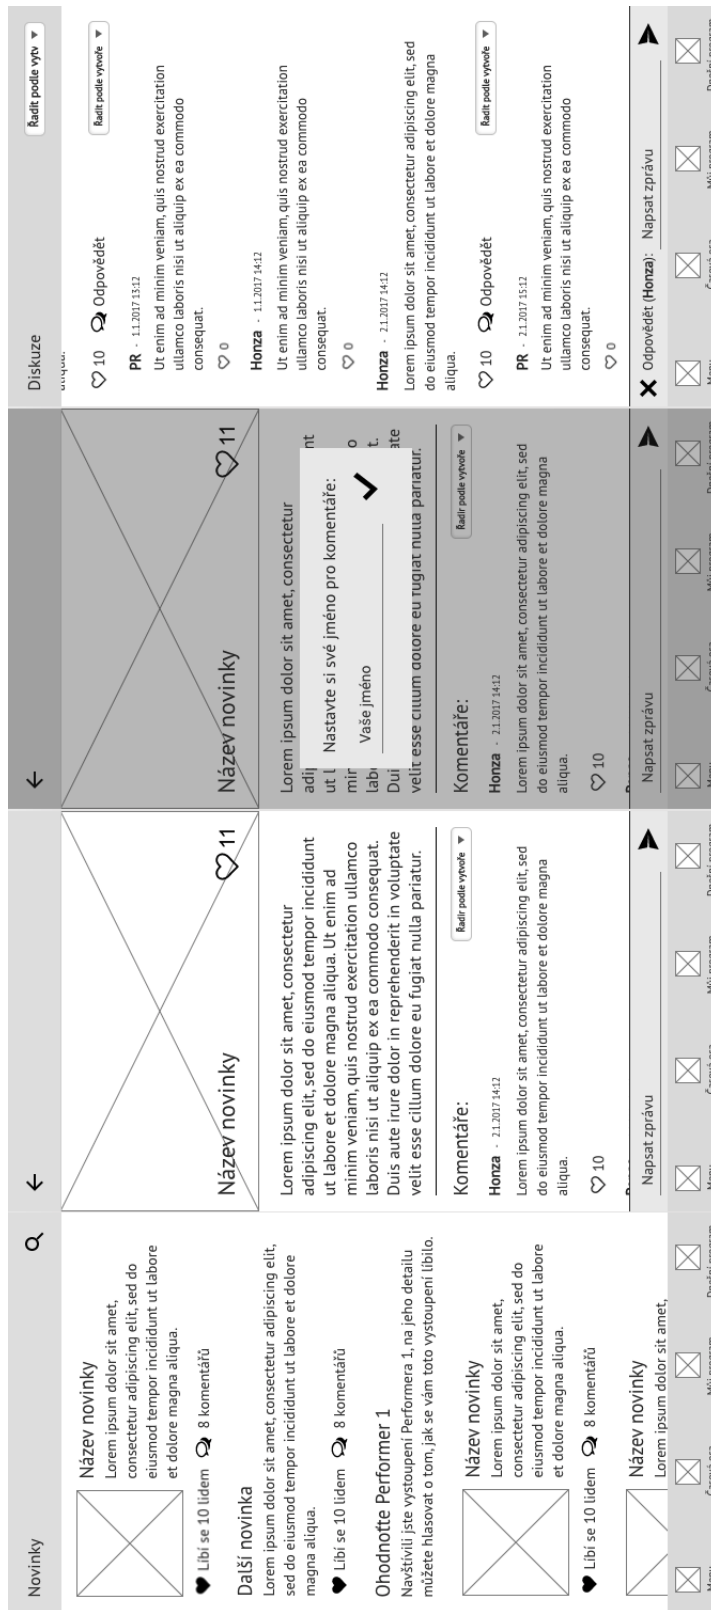 Novinky
Název novinky
Lorem ipsum dolor sit amet,
consectetur adipiscing elit, sed do
eiusmod tempor incididunt ut labore
et dolore magna aliqua.
Líbí se 10 lidem 8 komentářů
Další novinka
Lorem ipsum dolor sit amet, consectetur adipiscing elit,
sed do eiusmod tempor incididunt ut labore et dolore
magna aliqua.
Líbí se 10 lidem 8 komentářů
Ohodnoťte Performer 1
Navštívili jste vystoupení Performera 1, na jeho detailu
můžete hlasovat o tom, jak se vám toto vystoupení líbilo.
Název novinky
Lorem ipsum dolor sit amet,
consectetur adipiscing elit, sed do
eiusmod tempor incididunt ut labore
et dolore magna aliqua.
Líbí se 10 lidem 8 komentářů
Název novinky
Lorem ipsum dolor sit amet,
Název novinky 11
Lorem ipsum dolor sit amet, consectetur
adipiscing elit, sed do eiusmod tempor incididunt
ut labore et dolore magna aliqua. Ut enim ad
minim veniam, quis nostrud exercitation ullamco
laboris nisi ut aliquip ex ea commodo consequat.
Duis aute irure dolor in reprehenderit in voluptate
velit esse cillum dolore eu fugiat nulla pariatur.
Komentáře: Řadir podle vytvoře
Honza - 2.1.2017 14:12
Lorem ipsum dolor sit amet, consectetur adipiscing elit, sed
do eiusmod tempor incididunt ut labore et dolore magna
aliqua.
10
Napsat zprávu
Název novinky 11
Lorem ipsum dolor sit amet, consectetur
Nastavte si své jméno pro komentáře:
Vaše jméno
velit esse cillum dolore eu fugiat nulla pariatur.
Komentáře: Řadir podle vytvoře
Honza - 2.1.2017 14:12
Lorem ipsum dolor sit amet, consectetur adipiscing elit, sed
do eiusmod tempor incididunt ut labore et dolore magna
aliqua.
10
Napsat zprávu
Diskuze Řadit podle vytv
aliqua.
10 Odpovědět Řadit podle vytvoře
PR - 1.1.2017 13:12
Ut enim ad minim veniam, quis nostrud exercitation
ullamco laboris nisi ut aliquip ex ea commodo
consequat.
0
Honza - 1.1.2017 14:12
Ut enim ad minim veniam, quis nostrud exercitation
ullamco laboris nisi ut aliquip ex ea commodo
consequat.
0
Honza - 2.1.2017 14:12
Lorem ipsum dolor sit amet, consectetur adipiscing elit, sed
do eiusmod tempor incididunt ut labore et dolore magna
aliqua.
10 Odpovědět Řadit podle vytvoře
PR - 2.1.2017 15:12
Ut enim ad minim veniam, quis nostrud exercitation
ullamco laboris nisi ut aliquip ex ea commodo
consequat.
0
Odpovědět (Honza): Napsat zprávu